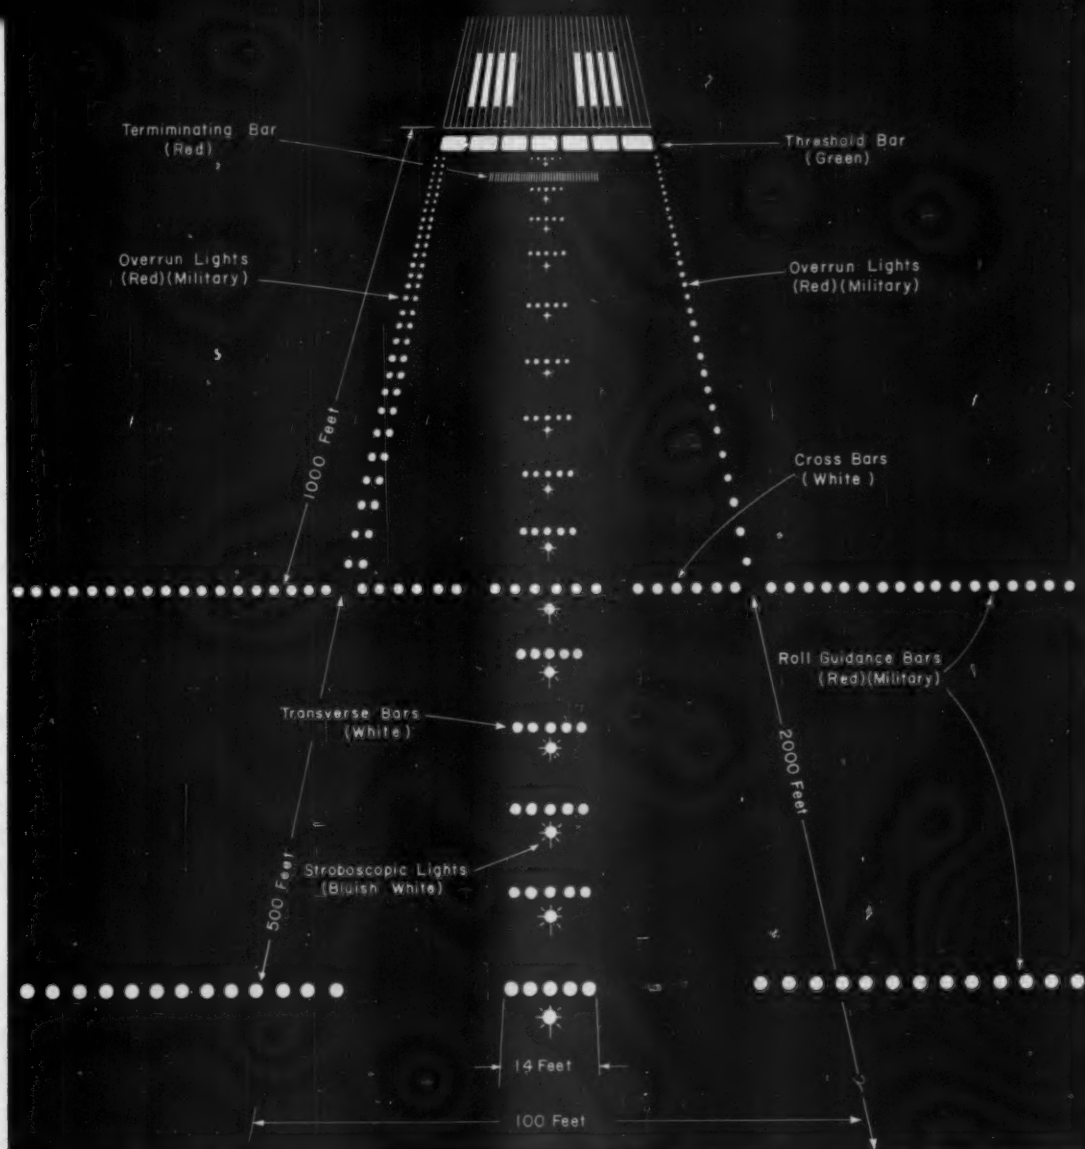 Termiminating Bar
(Red)
Threshold Bar
(Green)
Overrun Lights
(Red)(Military)
Overrun Lights
(Red)(Military)
1000 Feet
Cross Bars
(White)
Roll Guidance Bars
(Red)(Military)
Transverse Bars
(White)
2000 Feet
Stroboscopic Lights
(Bluish White)
500 Feet
14 Feet
100 Feet